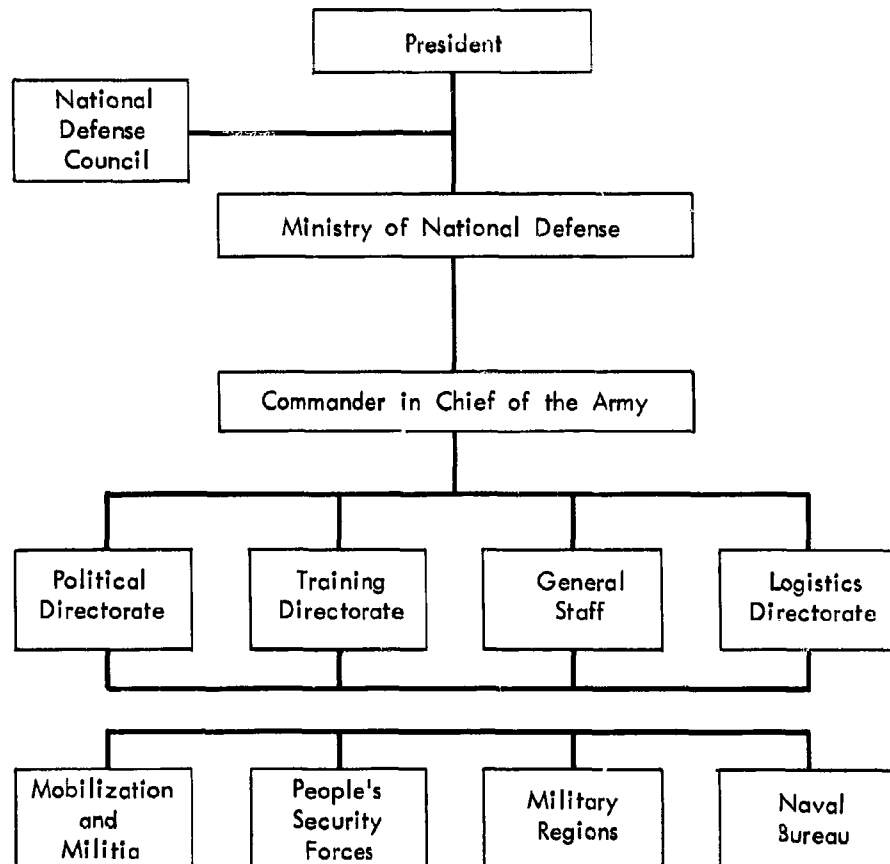 President
National
Defense
Council
Ministry of National Defense
Commander in Chief of the Army
Political
Directorate
Training
Directorate
General
Staff
Logistics
Directorate
Mobilization
and
Militia
People's
Security
Forces
Military
Regions
Naval
Bureau